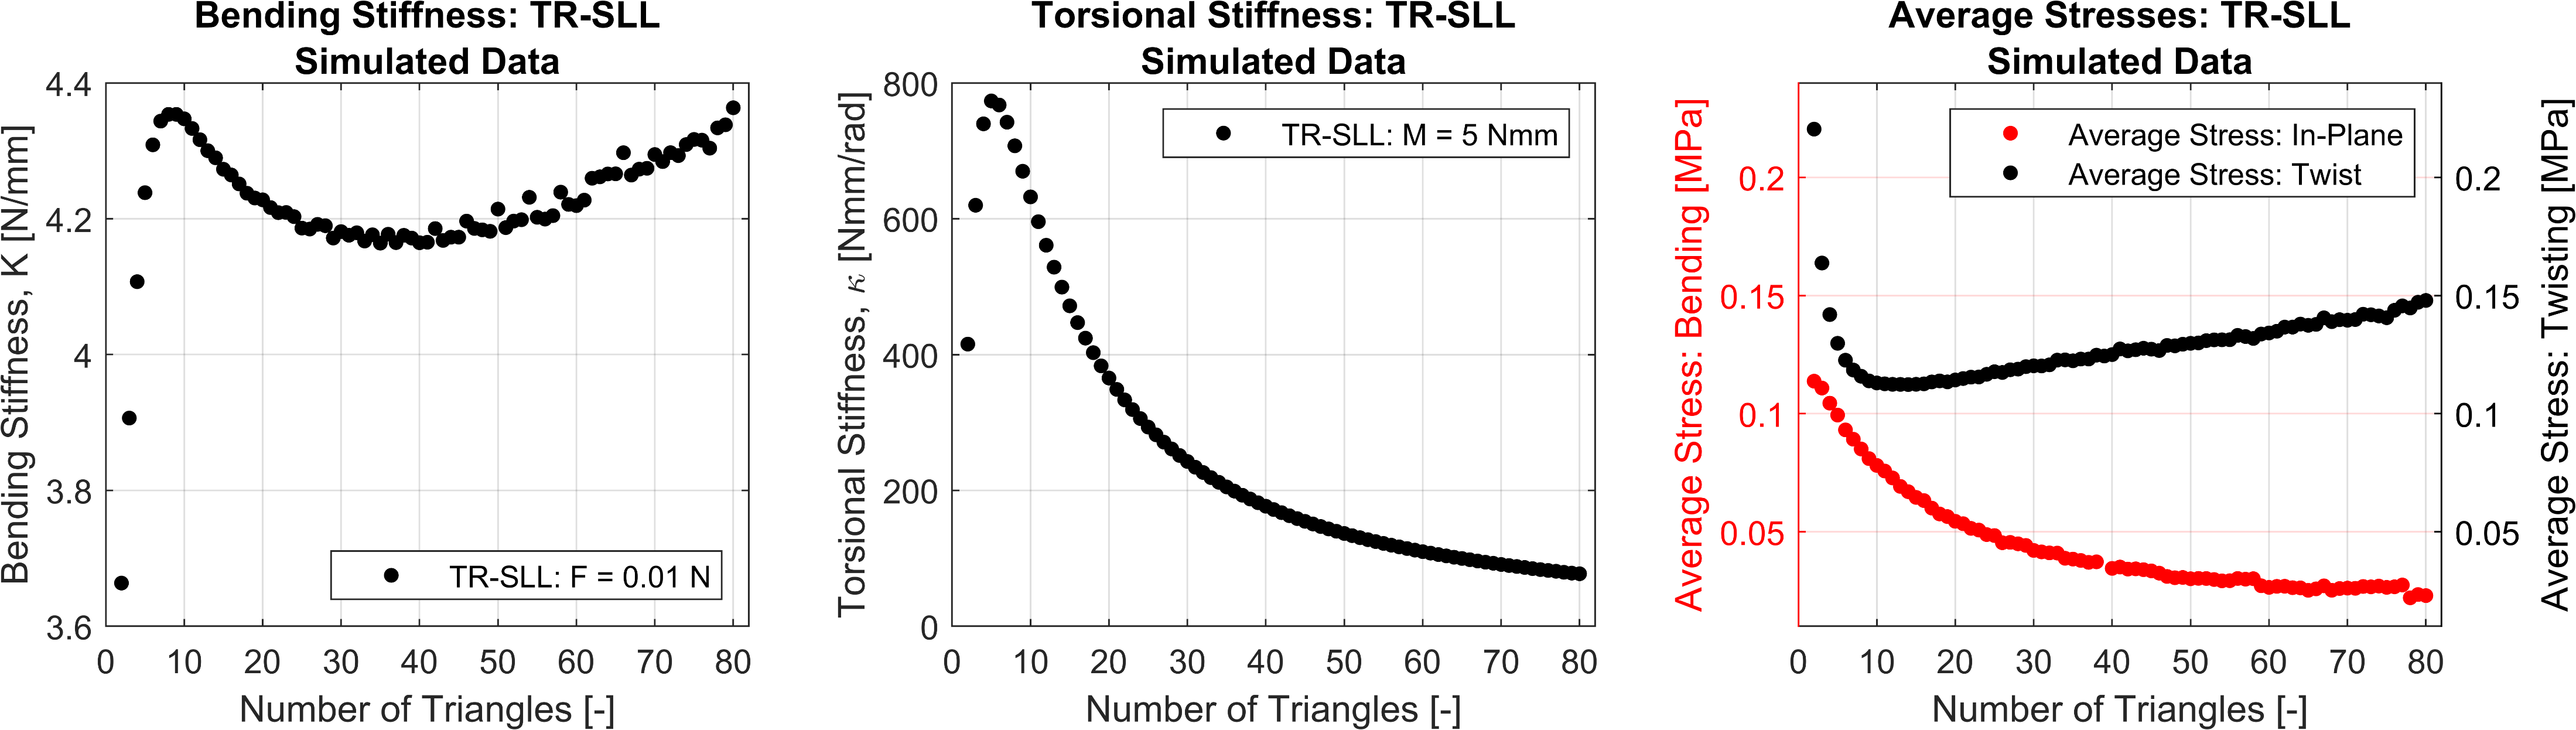 Bending Stiffness: TR-SLL
Simulated Data
4.4
4.2
4
3.8
3.6
Bending Stiffness, K [N/mm]
TR-SLL: F = 0.01 N
0 10 20 30 40 50 60 70 80
Number of Triangles [-]
Torsional Stiffness: TR-SLL
Simulated Data
800
600
400
200
0
Torsional Stiffness, κ [Nmm/rad]
TR-SLL: M = 5 Nmm
0 10 20 30 40 50 60 70 80
Number of Triangles [-]
Average Stresses: TR-SLL
Simulated Data
Average Stress: Bending [MPa]
0.2
0.15
0.1
0.05
Average Stress: In-Plane
Average Stress: Twist
0.2
0.15
0.1
0.05
Average Stress: Twisting [MPa]
0 10 20 30 40 50 60 70 80
Number of Triangles [-]